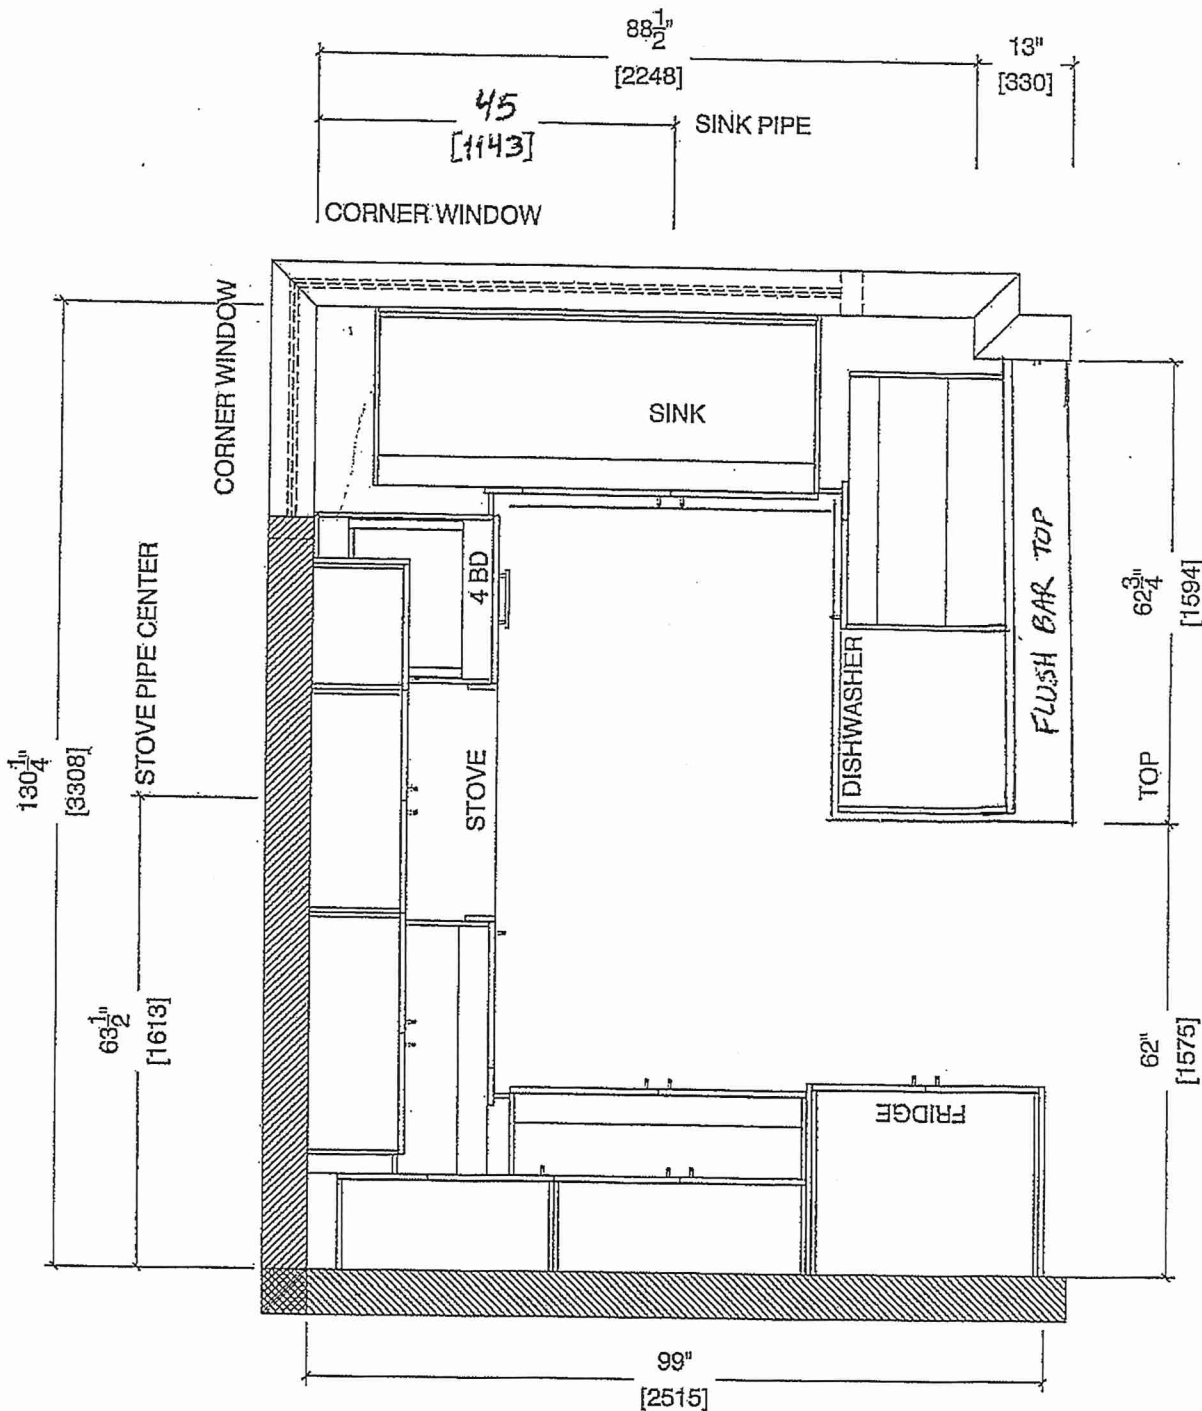 88 1/2"
[2248]
13"
[330]
45
[1143]
SINK PIPE
CORNER WINDOW
CORNER WINDOW
SINK
STOVE PIPE CENTER
4 BD
130 1/4"
[3308]
STOVE
DISHWASHER
FLUSH BAR TOP
TOP
62 3/4"
[1594]
63 1/2"
[1613]
62"
[1575]
FRIDGE
99"
[2515]